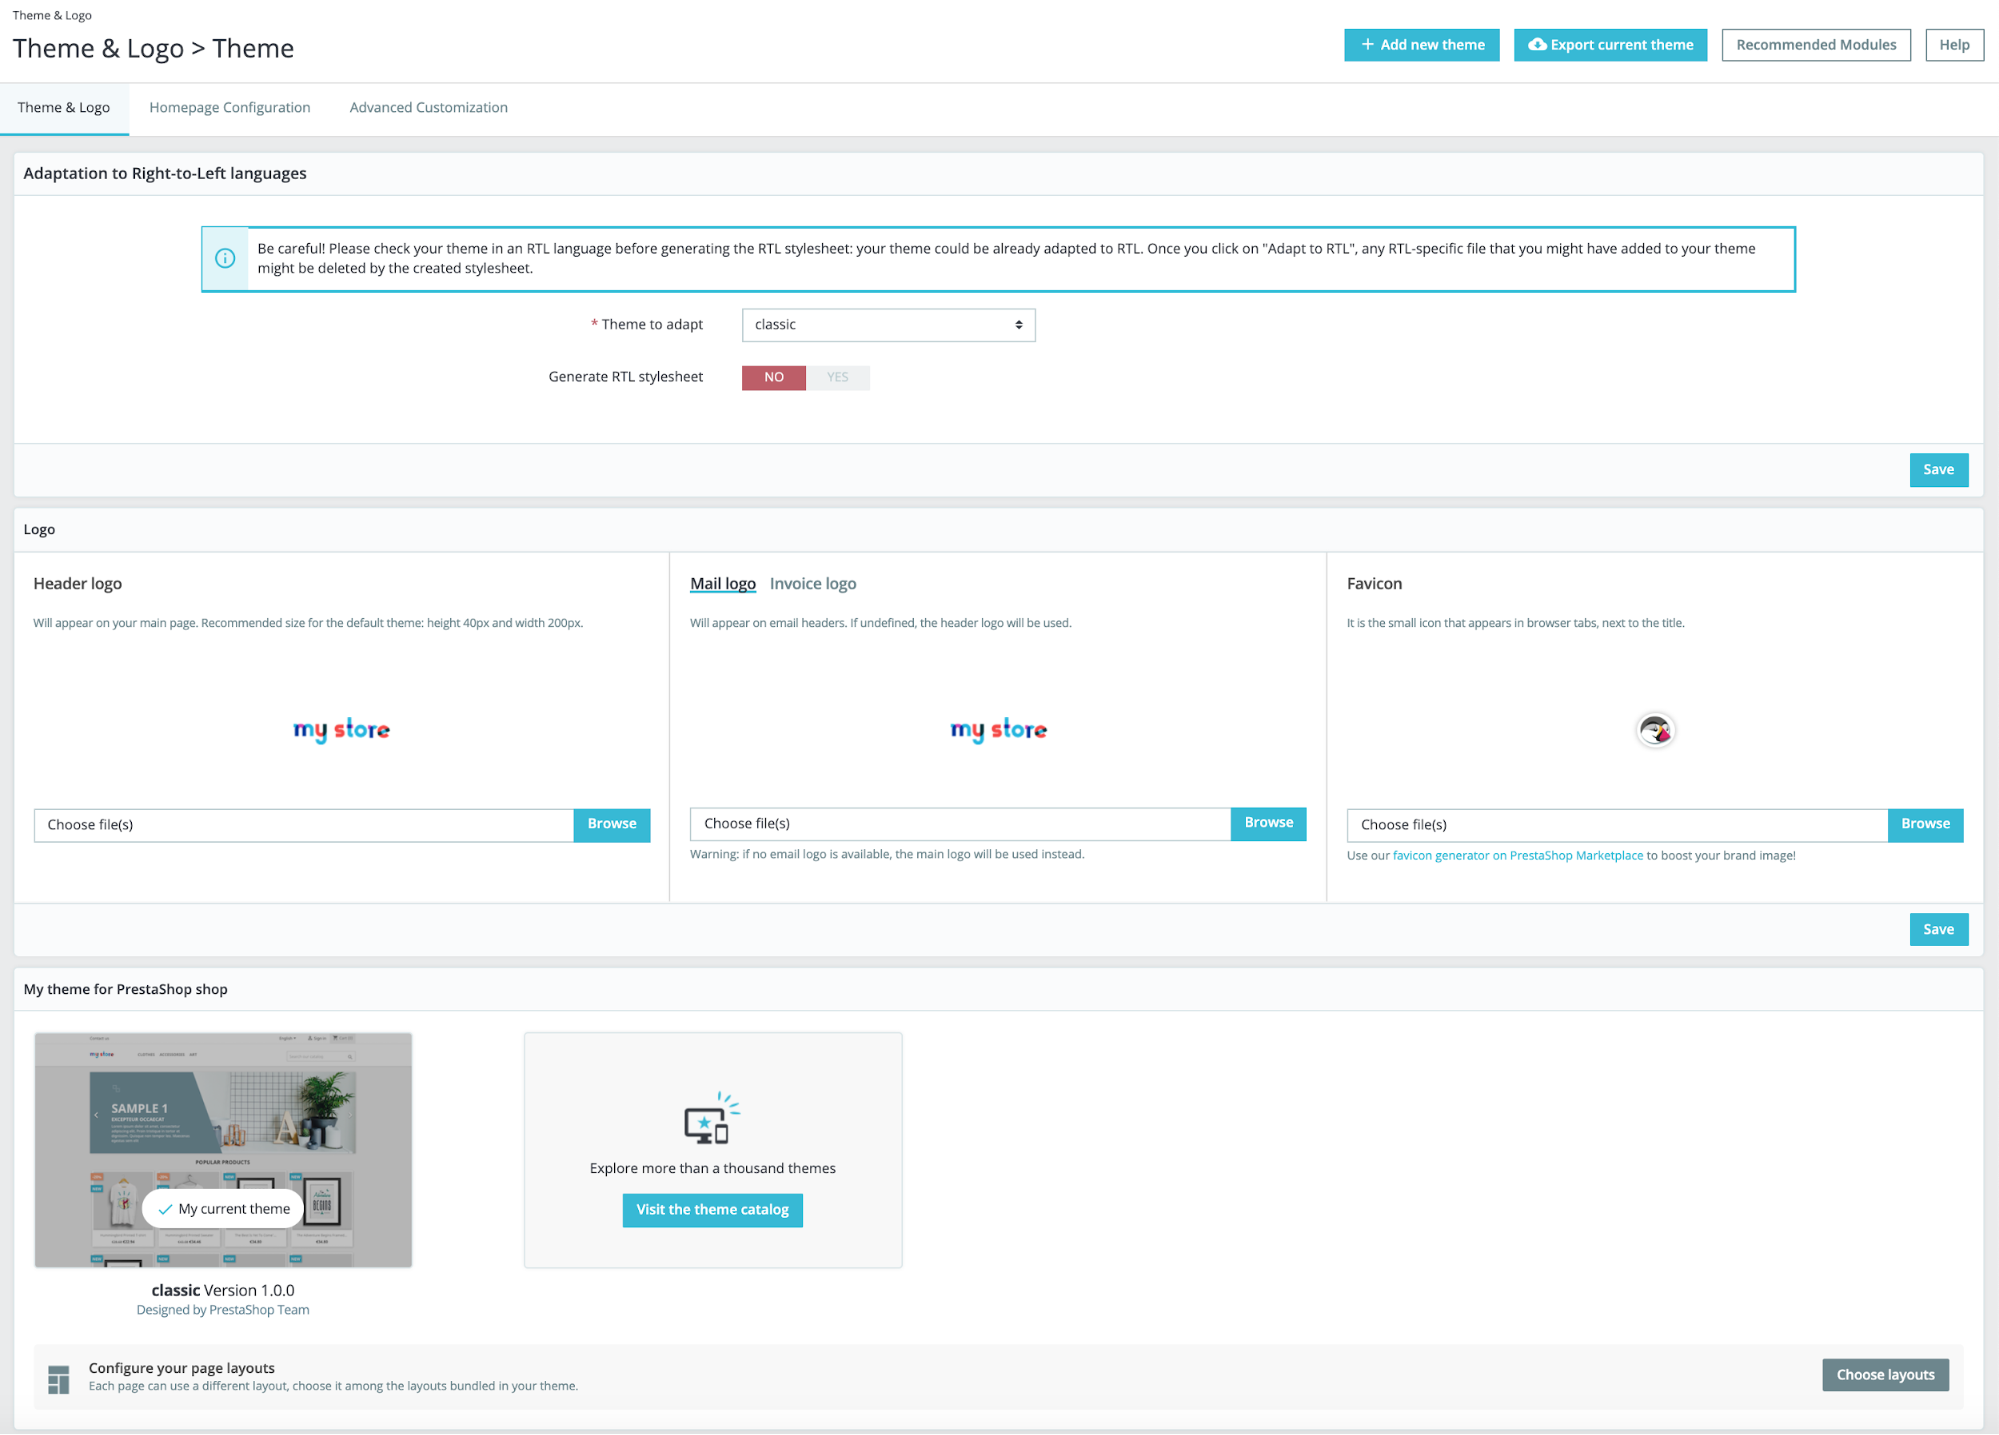 Theme & Logo
Theme & Logo > Theme
Add new theme
Export current theme
Recommended Modules
Help
Theme & Logo
Homepage Configuration
Advanced Customization
Adaptation to Right-to-Left languages
Be careful! Please check your theme in an RTL language before generating the RTL stylesheet: your theme could be already adapted to RTL. Once you click on "Adapt to RTL", any RTL-specific file that you might have added to your theme
might be deleted by the created stylesheet.
* Theme to adapt
classic
Generate RTL stylesheet
NO
YES
Save
Logo
Header logo
Will appear on your main page. Recommended size for the default theme: height 40px and width 200px.
my store
Choose file(s)
Browse
Mail logo
Invoice logo
Will appear on email headers. If undefined, the header logo will be used.
my store
Choose file(s)
Browse
Warning: if no email logo is available, the main logo will be used instead.
Favicon
It is the small icon that appears in browser tabs, next to the title.
Choose file(s)
Browse
Use our favicon generator on PrestaShop Marketplace to boost your brand image!
Save
My theme for PrestaShop shop
my store
SAMPLE 1
EXCEPTEUR OCCAECAT
POPULAR PRODUCTS
My current theme
classic Version 1.0.0
Designed by PrestaShop Team
Explore more than a thousand themes
Visit the theme catalog
Configure your page layouts
Each page can use a different layout, choose it among the layouts bundled in your theme.
Choose layouts